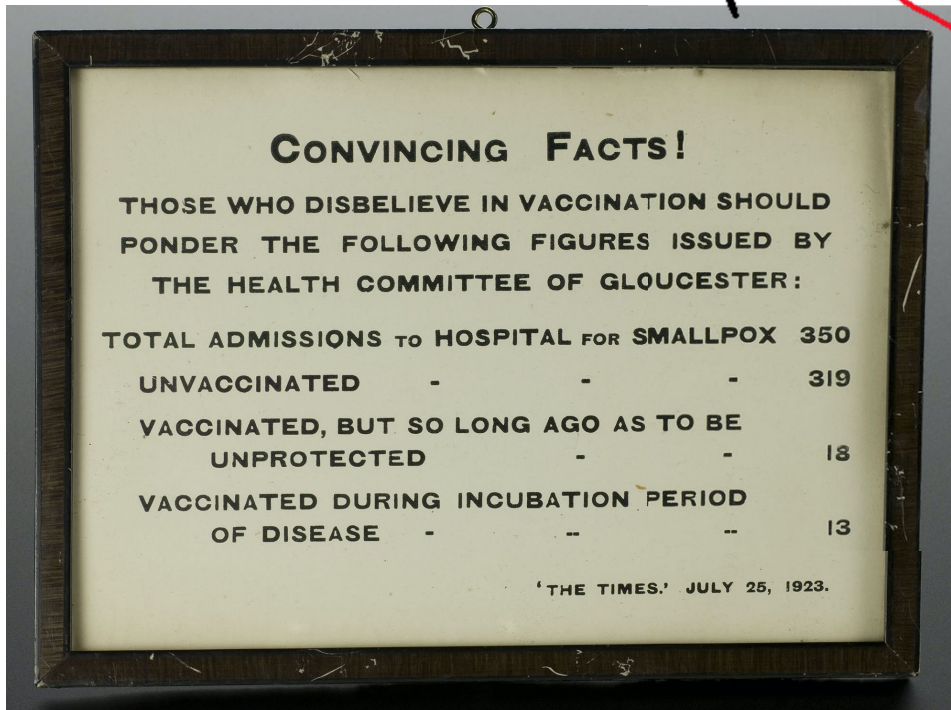 CONVINCING FACTS!
THOSE WHO DISBELIEVE IN VACCINATION SHOULD
PONDER THE FOLLOWING FIGURES ISSUED BY
THE HEALTH COMMITTEE OF GLOUCESTER:
TOTAL ADMISSIONS TO HOSPITAL FOR SMALLPOX 350
UNVACCINATED - - - 319
VACCINATED, BUT SO LONG AGO AS TO BE
UNPROTECTED - - 18
VACCINATED DURING INCUBATION PERIOD
OF DISEASE - -- -- 13
'THE TIMES.' JULY 25, 1923.